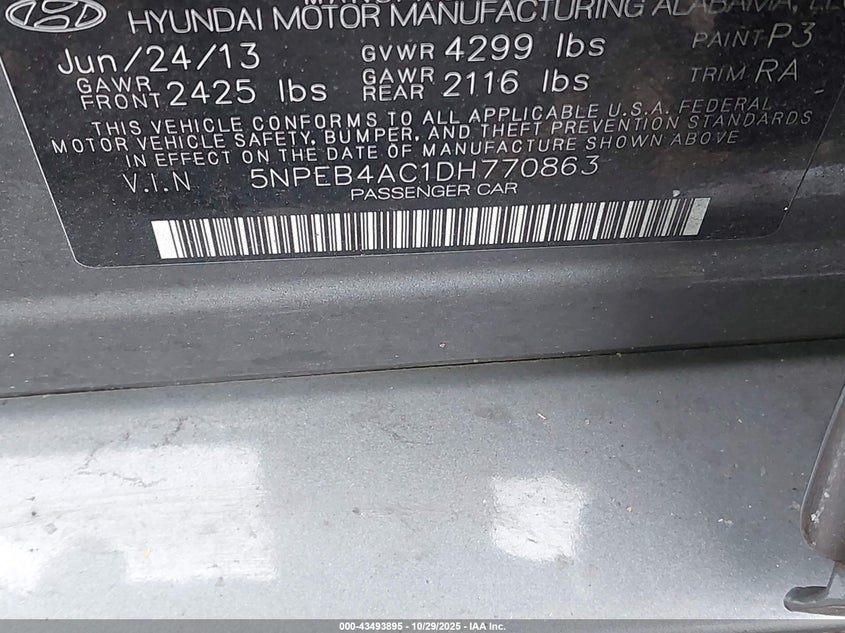 HYUNDAI MOTOR MANUFACTURING ALABAMA, LLC
Jun/24/13 GVWR 4299 lbs PAINT P3
GAWR FRONT 2425 lbs GAWR REAR 2116 lbs TRIM RA
THIS VEHICLE CONFORMS TO ALL APPLICABLE U.S.A. FEDERAL
MOTOR VEHICLE SAFETY, BUMPER, AND THEFT PREVENTION STANDARDS
IN EFFECT ON THE DATE OF MANUFACTURE SHOWN ABOVE
V.I.N 5NPEB4AC1DH770863
PASSENGER CAR
000-43493895 - 10/29/2025 - IAA Inc.